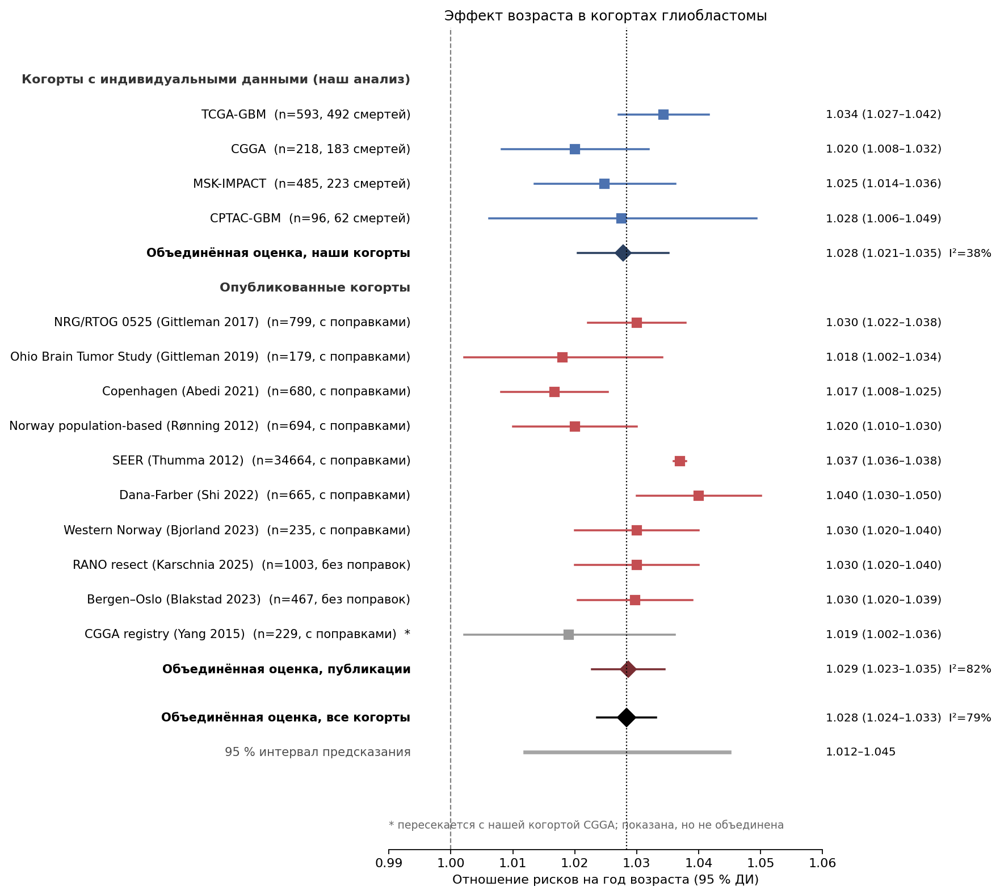 Эффект возраста в когортах глиобластомы
Когорты с индивидуальными данными (наш анализ)
TCGA-GBM (n=593, 492 смертей) 1.034 (1.027–1.042)
CGGA (n=218, 183 смертей) 1.020 (1.008–1.032)
MSK-IMPACT (n=485, 223 смертей) 1.025 (1.014–1.036)
CPTAC-GBM (n=96, 62 смертей) 1.028 (1.006–1.049)
Объединённая оценка, наши когорты 1.028 (1.021–1.035) I²=38%
Опубликованные когорты
NRG/RTOG 0525 (Gittleman 2017) (n=799, с поправками) 1.030 (1.022–1.038)
Ohio Brain Tumor Study (Gittleman 2019) (n=179, с поправками) 1.018 (1.002–1.034)
Copenhagen (Abedi 2021) (n=680, с поправками) 1.017 (1.008–1.025)
Norway population-based (Rønning 2012) (n=694, с поправками) 1.020 (1.010–1.030)
SEER (Thumma 2012) (n=34664, с поправками) 1.037 (1.036–1.038)
Dana-Farber (Shi 2022) (n=665, с поправками) 1.040 (1.030–1.050)
Western Norway (Bjorland 2023) (n=235, с поправками) 1.030 (1.020–1.040)
RANO resect (Karschnia 2025) (n=1003, без поправок) 1.030 (1.020–1.040)
Bergen–Oslo (Blakstad 2023) (n=467, без поправок) 1.030 (1.020–1.039)
CGGA registry (Yang 2015) (n=229, с поправками) * 1.019 (1.002–1.036)
Объединённая оценка, публикации 1.029 (1.023–1.035) I²=82%
Объединённая оценка, все когорты 1.028 (1.024–1.033) I²=79%
95 % интервал предсказания 1.012–1.045
* пересекается с нашей когортой CGGA; показана, но не объединена
0.99 1.00 1.01 1.02 1.03 1.04 1.05 1.06
Отношение рисков на год возраста (95 % ДИ)